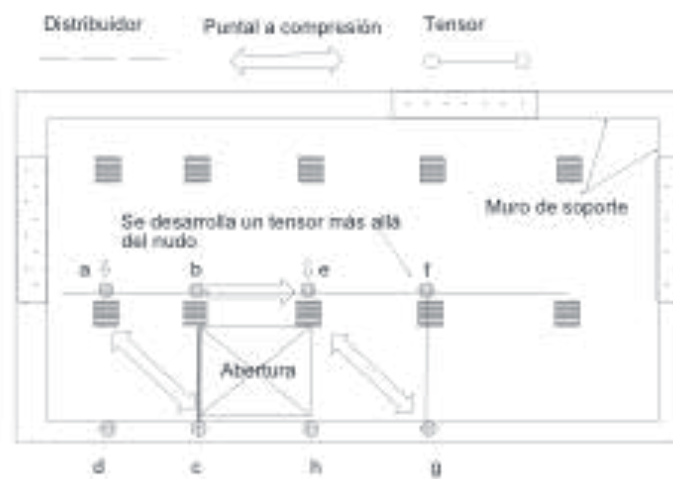 Distribuidor
Puntal a compresión
Tensor
Muro de soporte
Se desarrolla un tensor más allá
del nudo
a
b
e
f
Abertura
d
c
h
g